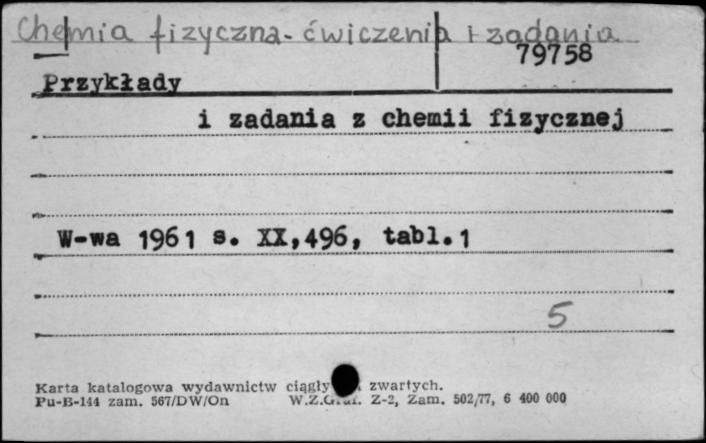 Chemia fizyczna - ćwiczenia i zadania
79758
Przykłady
i zadania z chemii fizycznej
W-wa 1961 s. XX,496, tabl.1
5
Karta katalogowa wydawnictw zwartych.
Pu-B-144 zam. 567/DW/On W.Z.Graf. Z-2, Zam. 502/77, 6 400 000